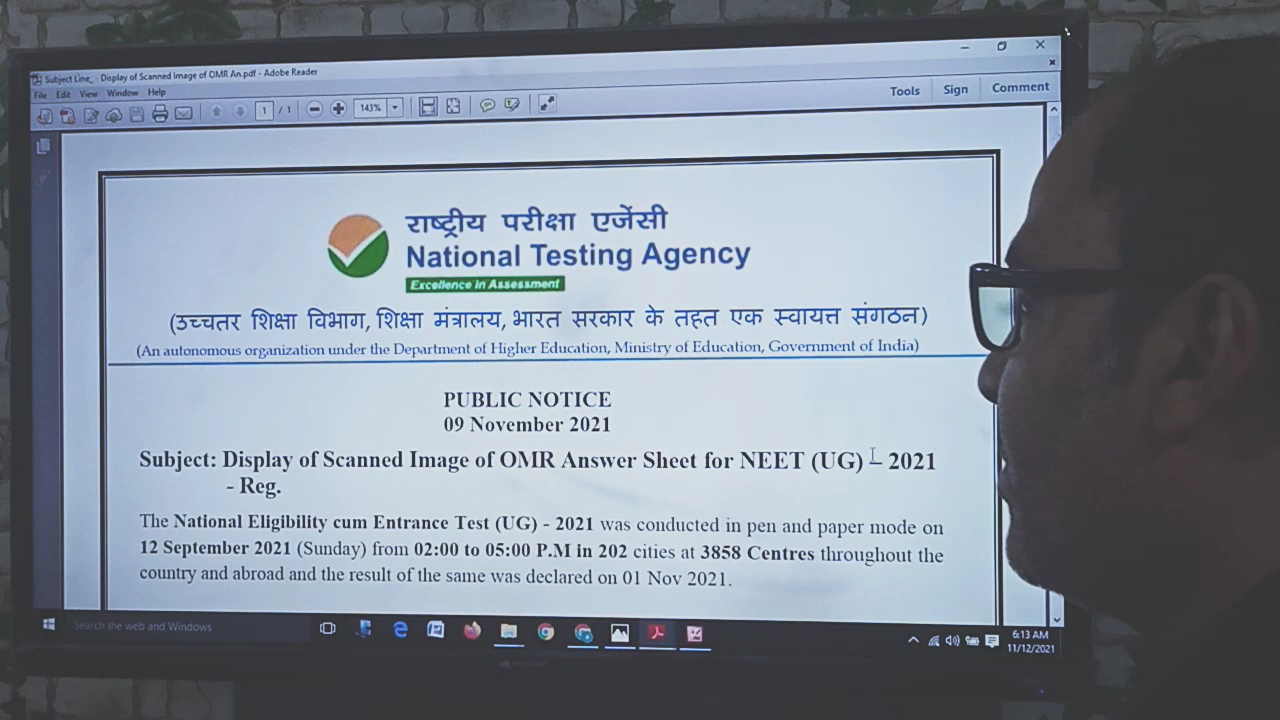 Subject Line_ - Display of Scanned Image of OMR An.pdf - Adobe Reader
File Edit View Window Help
1 / 1 143% Tools Sign Comment
राष्ट्रीय परीक्षा एजेंसी
National Testing Agency
Excellence in Assessment
(उच्चतर शिक्षा विभाग, शिक्षा मंत्रालय, भारत सरकार के तहत एक स्वायत्त संगठन)
(An autonomous organization under the Department of Higher Education, Ministry of Education, Government of India)
PUBLIC NOTICE
09 November 2021
Subject: Display of Scanned Image of OMR Answer Sheet for NEET (UG) – 2021
- Reg.
The National Eligibility cum Entrance Test (UG) - 2021 was conducted in pen and paper mode on
12 September 2021 (Sunday) from 02:00 to 05:00 P.M in 202 cities at 3858 Centres throughout the
country and abroad and the result of the same was declared on 01 Nov 2021.
Search the web and Windows
6:13 AM
11/12/2021